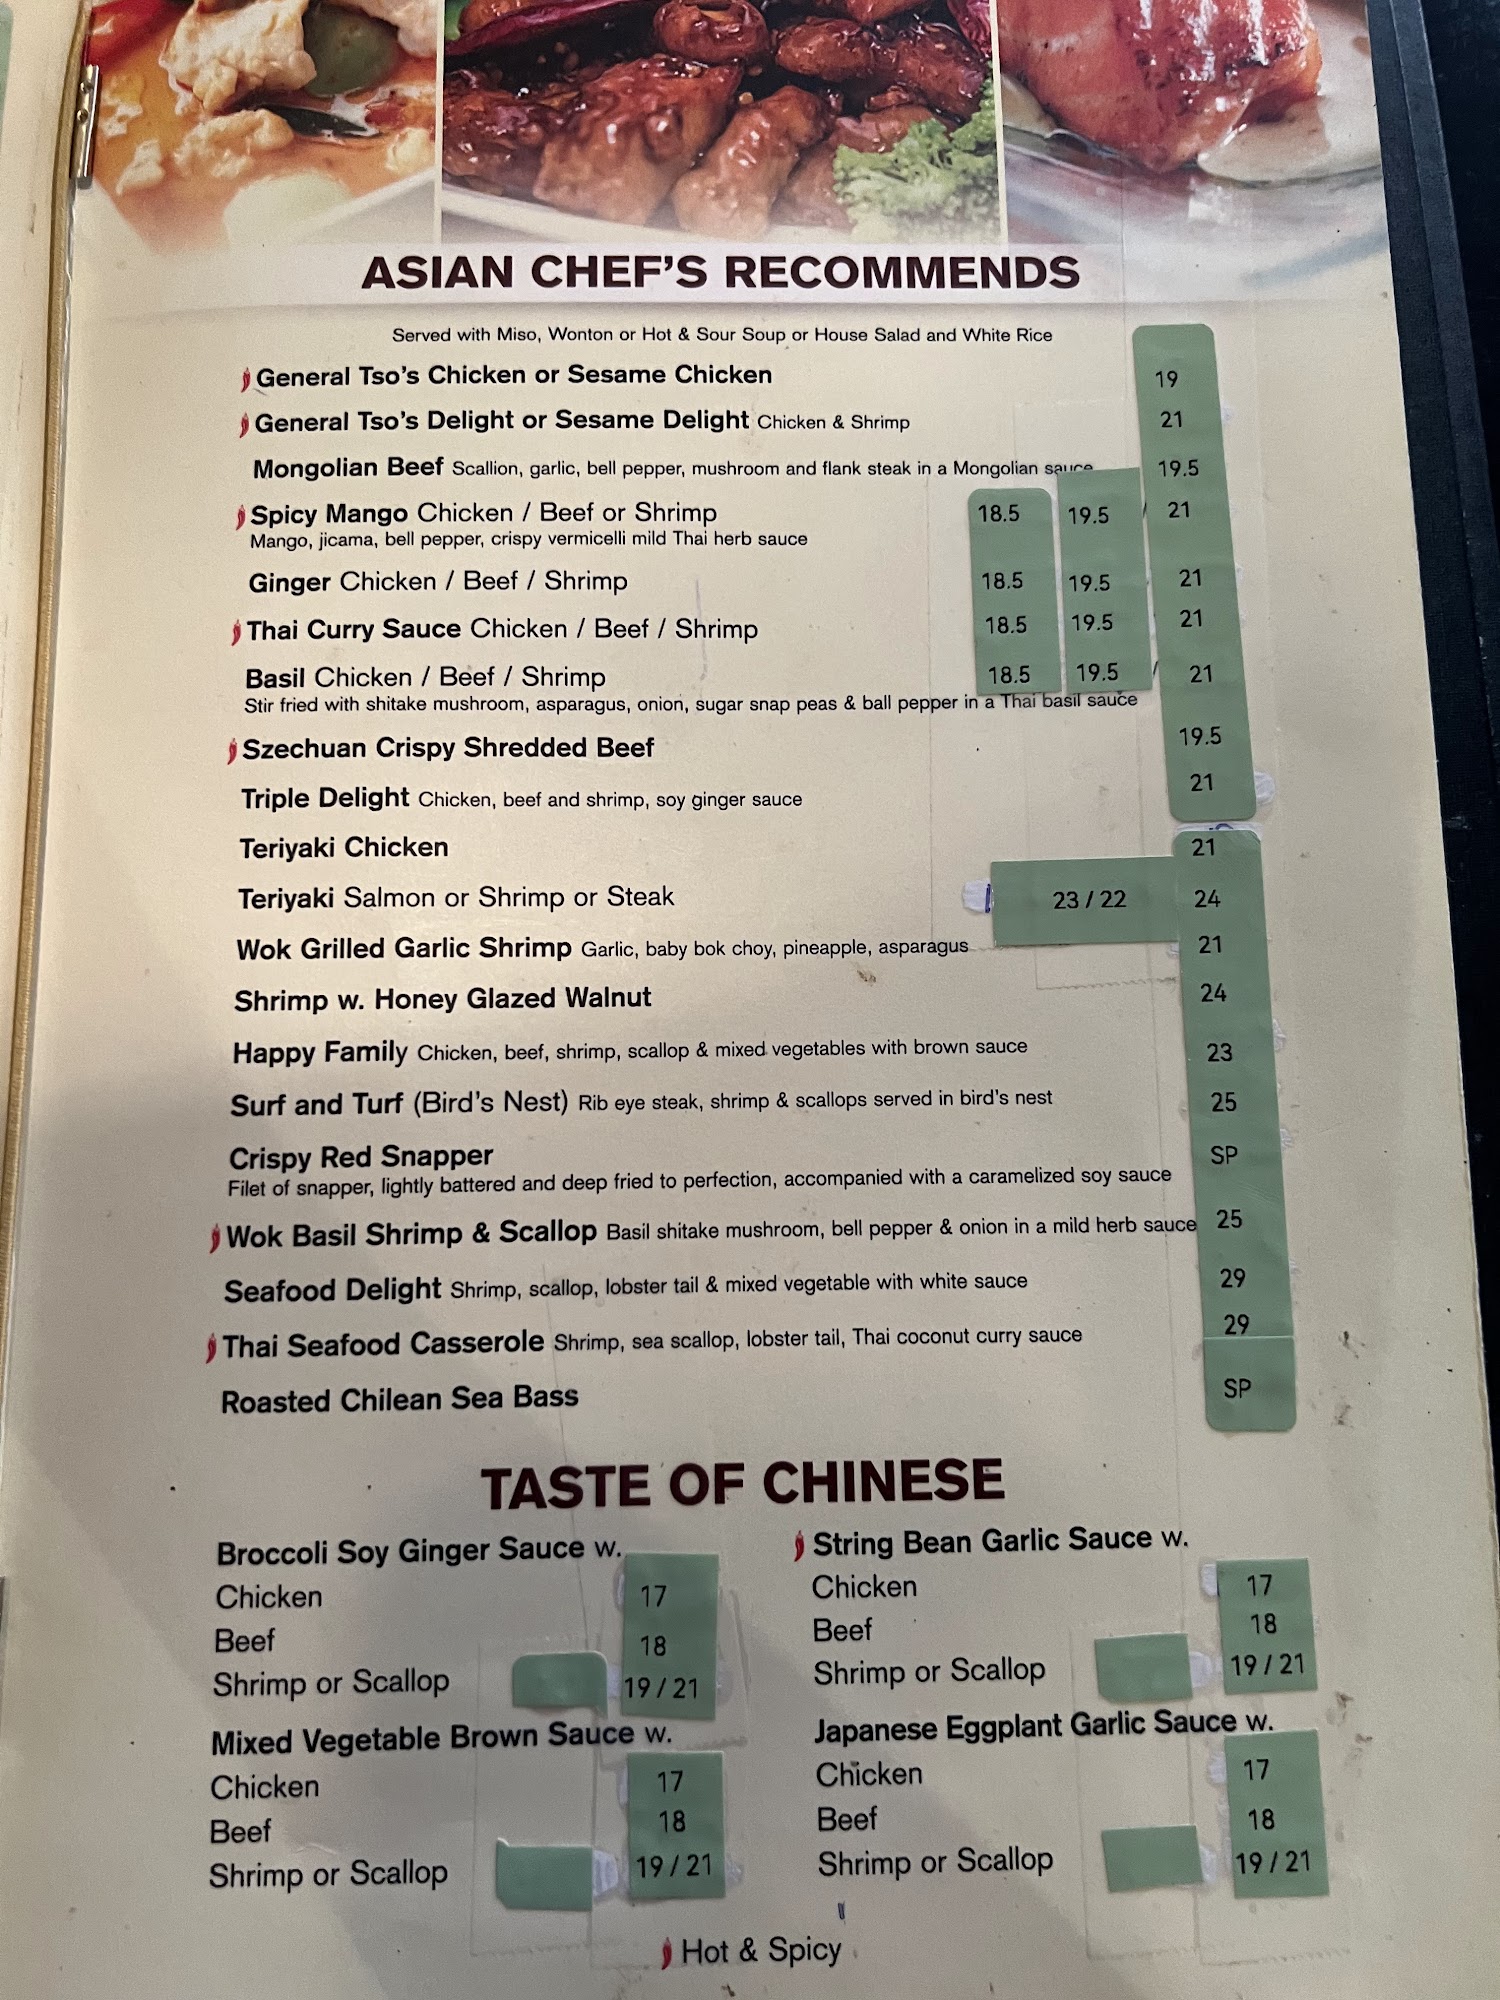 ASIAN CHEF'S RECOMMENDS
Served with Miso, Wonton or Hot & Sour Soup or House Salad and White Rice
General Tso's Chicken or Sesame Chicken 19
General Tso's Delight or Sesame Delight Chicken & Shrimp 21
Mongolian Beef Scallion, garlic, bell pepper, mushroom and flank steak in a Mongolian sauce 19.5
Spicy Mango Chicken / Beef or Shrimp 18.5 19.5 / 21
Mango, jicama, bell pepper, crispy vermicelli mild Thai herb sauce
Ginger Chicken / Beef / Shrimp 18.5 19.5 21
Thai Curry Sauce Chicken / Beef / Shrimp 18.5 19.5 21
Basil Chicken / Beef / Shrimp 18.5 19.5 / 21
Stir fried with shitake mushroom, asparagus, onion, sugar snap peas & ball pepper in a Thai basil sauce
Szechuan Crispy Shredded Beef 19.5
Triple Delight Chicken, beef and shrimp, soy ginger sauce 21
Teriyaki Chicken 21
Teriyaki Salmon or Shrimp or Steak 23 / 22 24
Wok Grilled Garlic Shrimp Garlic, baby bok choy, pineapple, asparagus 21
Shrimp w. Honey Glazed Walnut 24
Happy Family Chicken, beef, shrimp, scallop & mixed vegetables with brown sauce 23
Surf and Turf (Bird's Nest) Rib eye steak, shrimp & scallops served in bird's nest 25
Crispy Red Snapper SP
Filet of snapper, lightly battered and deep fried to perfection, accompanied with a caramelized soy sauce
Wok Basil Shrimp & Scallop Basil shitake mushroom, bell pepper & onion in a mild herb sauce 25
Seafood Delight Shrimp, scallop, lobster tail & mixed vegetable with white sauce 29
Thai Seafood Casserole Shrimp, sea scallop, lobster tail, Thai coconut curry sauce 29
Roasted Chilean Sea Bass SP
TASTE OF CHINESE
Broccoli Soy Ginger Sauce w.
Chicken 17
Beef 18
Shrimp or Scallop 19 / 21
Mixed Vegetable Brown Sauce w.
Chicken 17
Beef 18
Shrimp or Scallop 19 / 21
String Bean Garlic Sauce w.
Chicken 17
Beef 18
Shrimp or Scallop 19 / 21
Japanese Eggplant Garlic Sauce w.
Chicken 17
Beef 18
Shrimp or Scallop 19 / 21
Hot & Spicy